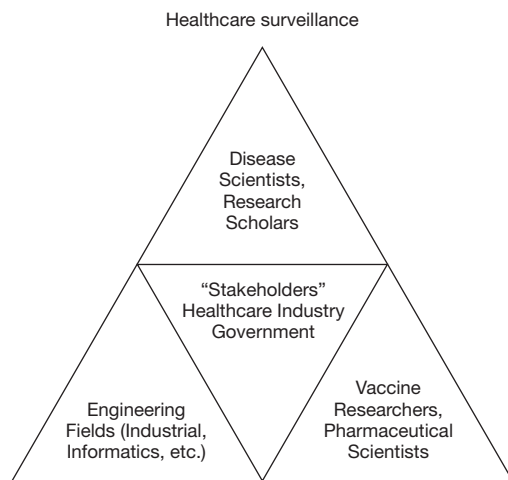 Healthcare surveillance
Disease
Scientists,
Research
Scholars
“Stakeholders”
Healthcare Industry
Government
Engineering
Fields (Industrial,
Informatics, etc.)
Vaccine
Researchers,
Pharmaceutical
Scientists